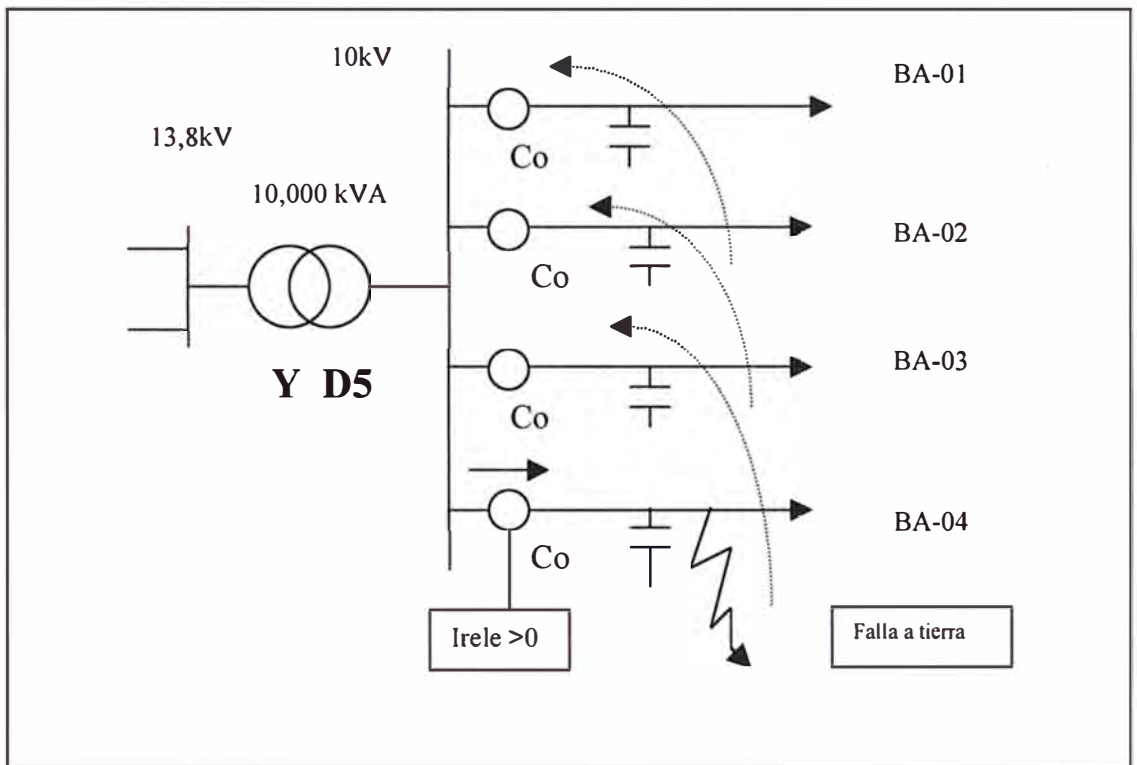 10kV
BA-01
13,8kV
Co
10,000 kVA
BA-02
Co
Y D5
BA-03
Co
BA-04
Co
Irele >0
Falla a tierra